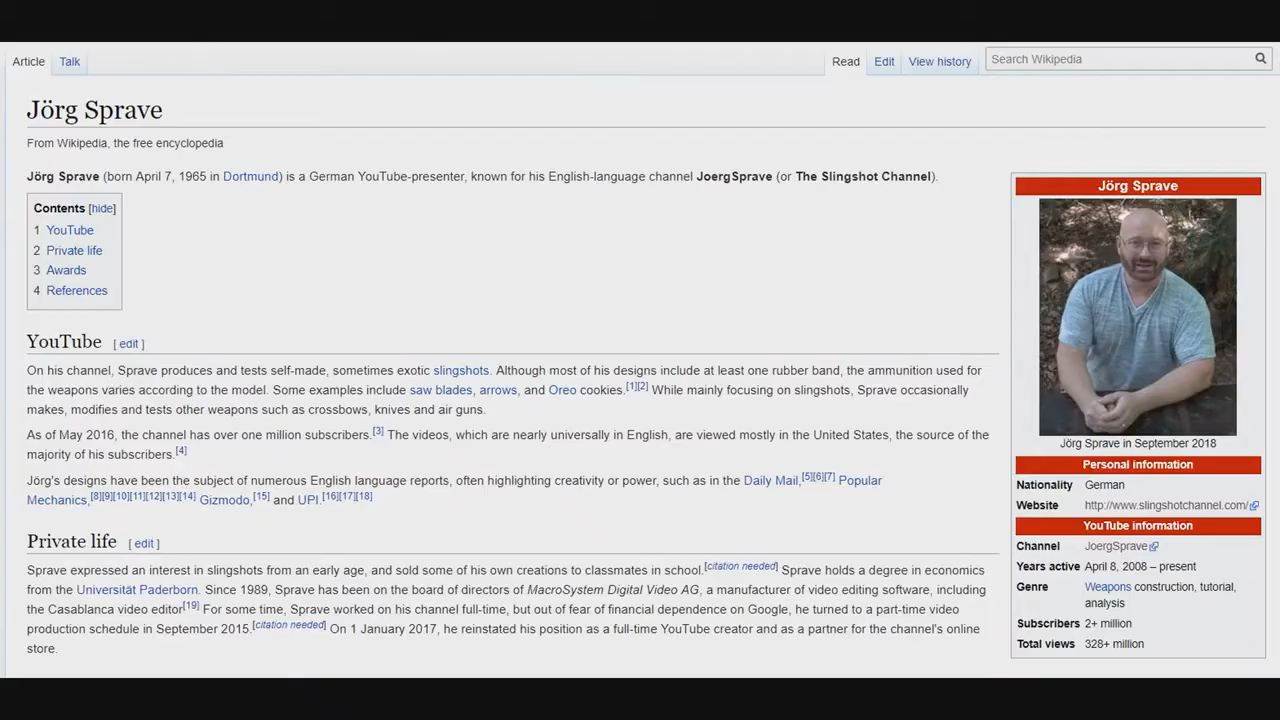 Article
Talk
Read
Edit
View history
Search Wikipedia
Jörg Sprave
From Wikipedia, the free encyclopedia
Jörg Sprave (born April 7, 1965 in Dortmund) is a German YouTube-presenter, known for his English-language channel JoergSprave (or The Slingshot Channel).
Contents [hide]
1 YouTube
2 Private life
3 Awards
4 References
YouTube [ edit ]
On his channel, Sprave produces and tests self-made, sometimes exotic slingshots. Although most of his designs include at least one rubber band, the ammunition used for
the weapons varies according to the model. Some examples include saw blades, arrows, and Oreo cookies.[1][2] While mainly focusing on slingshots, Sprave occasionally
makes, modifies and tests other weapons such as crossbows, knives and air guns.
As of May 2016, the channel has over one million subscribers.[3] The videos, which are nearly universally in English, are viewed mostly in the United States, the source of the
majority of his subscribers.[4]
Jörg's designs have been the subject of numerous English language reports, often highlighting creativity or power, such as in the Daily Mail,[5][6][7] Popular
Mechanics,[8][9][10][11][12][13][14] Gizmodo,[15] and UPI.[16][17][18]
Private life [ edit ]
Sprave expressed an interest in slingshots from an early age, and sold some of his own creations to classmates in school.[citation needed] Sprave holds a degree in economics
from the Universität Paderborn. Since 1989, Sprave has been on the board of directors of MacroSystem Digital Video AG, a manufacturer of video editing software, including
the Casablanca video editor[19] For some time, Sprave worked on his channel full-time, but out of fear of financial dependence on Google, he turned to a part-time video
production schedule in September 2015.[citation needed] On 1 January 2017, he reinstated his position as a full-time YouTube creator and as a partner for the channel's online
store.
Jörg Sprave
Jörg Sprave in September 2018
Personal information
Nationality German
Website http://www.slingshotchannel.com/
YouTube information
Channel JoergSprave
Years active April 8, 2008 – present
Genre Weapons construction, tutorial,
analysis
Subscribers 2+ million
Total views 328+ million